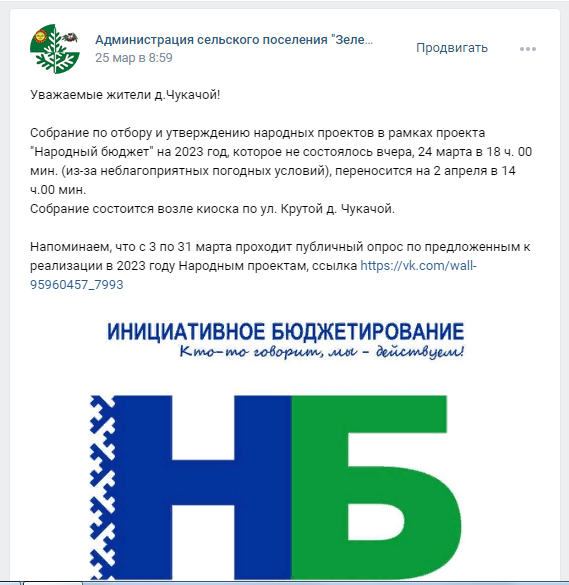 Администрация сельского поселения "Зеле...
25 мар в 8:59
Продвигать
Уважаемые жители д.Чукачой!
Собрание по отбору и утверждению народных проектов в рамках проекта
"Народный бюджет" на 2023 год, которое не состоялось вчера, 24 марта в 18 ч. 00
мин. (из-за неблагоприятных погодных условий), переносится на 2 апреля в 14
ч.00 мин.
Собрание состоится возле киоска по ул. Крутой д. Чукачой.
Напоминаем, что с 3 по 31 марта проходит публичный опрос по предложенным к
реализации в 2023 году Народным проектам, ссылка https://vk.com/wall-
95960457_7993
ИНИЦИАТИВНОЕ БЮДЖЕТИРОВАНИЕ
Кто-то говорит, мы - действуем!
НБ